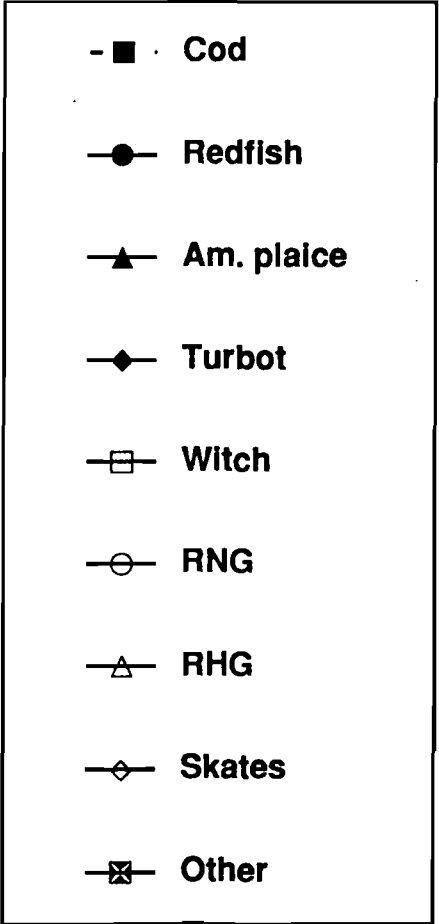 Cod
Redfish
Am. plaice
Turbot
Witch
RNG
RHG
Skates
Other